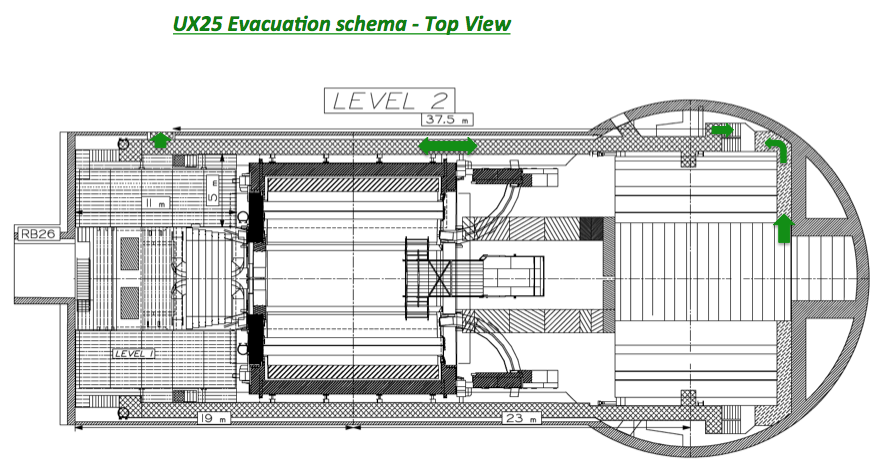 UX25 Evacuation schema - Top View
LEVEL 2
37,5 m
5 m
11 m
RB26
LEVEL 1
19 m
23 m